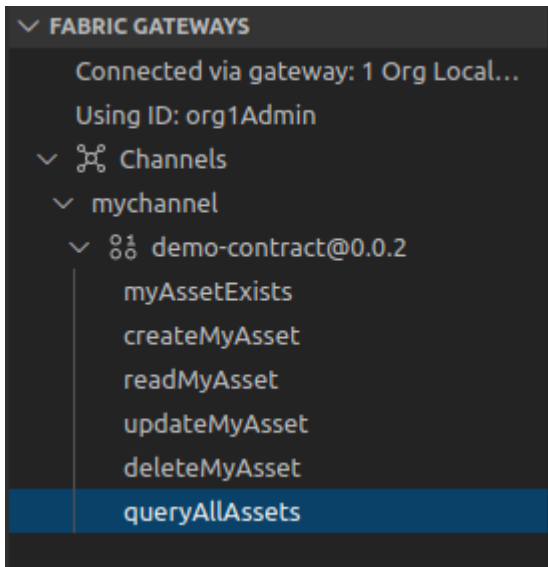 FABRIC GATEWAYS
Connected via gateway: 1 Org Local...
Using ID: org1Admin
Channels
mychannel
demo-contract@0.0.2
myAssetExists
createMyAsset
readMyAsset
updateMyAsset
deleteMyAsset
queryAllAssets